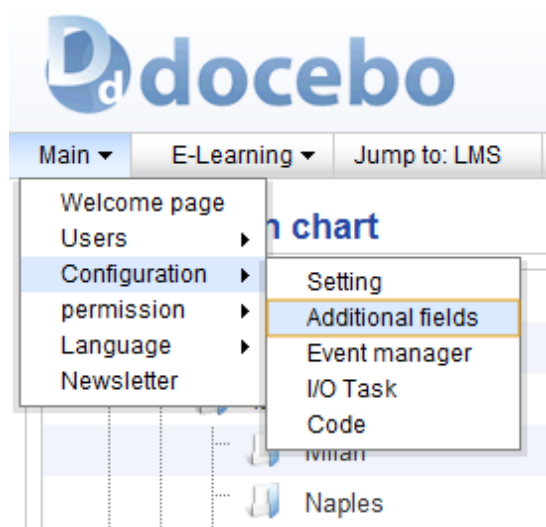 Dd docebo
Main E-Learning Jump to: LMS
Welcome page
Users
Configuration
permission
Language
Newsletter
n chart
Setting
Additional fields
Event manager
I/O Task
Code
Milan
Naples